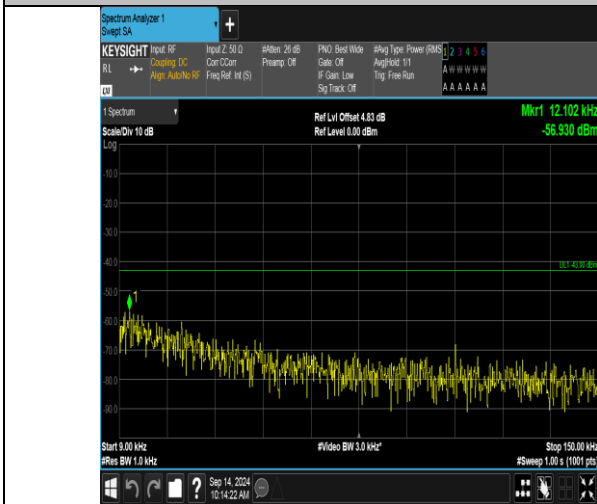 Spectrum Analyzer 1
Swept SA
+
KEYSIGHT
RL
Input: RF
Coupling: DC
Align: Auto/No RF
Input Z: 50 Ω
Corr CCorr
Freq Ref: Int (S)
#Atten: 26 dB
Preamp: Off
PNO: Best Wide
Gate: Off
IF Gain: Low
Sig Track: Off
#Avg Type: Power (RMS
Avg|Hold: 1/1
Trig: Free Run
1 2 3 4 5 6
A W W W W W
A A A A A A
1 Spectrum
Scale/Div 10 dB
Ref Lvl Offset 4.83 dB
Ref Level 0.00 dBm
Mkr1 12.102 kHz
-56.930 dBm
Log
-10.0
-20.0
-30.0
-40.0
DL1 -43.00 dBm
-50.0
1
-60.0
-70.0
-80.0
-90.0
Start 9.00 kHz
#Res BW 1.0 kHz
#Video BW 3.0 kHz*
Stop 150.00 kHz
#Sweep 1.00 s (1001 pts)
?
Sep 14, 2024
10:14:22 AM